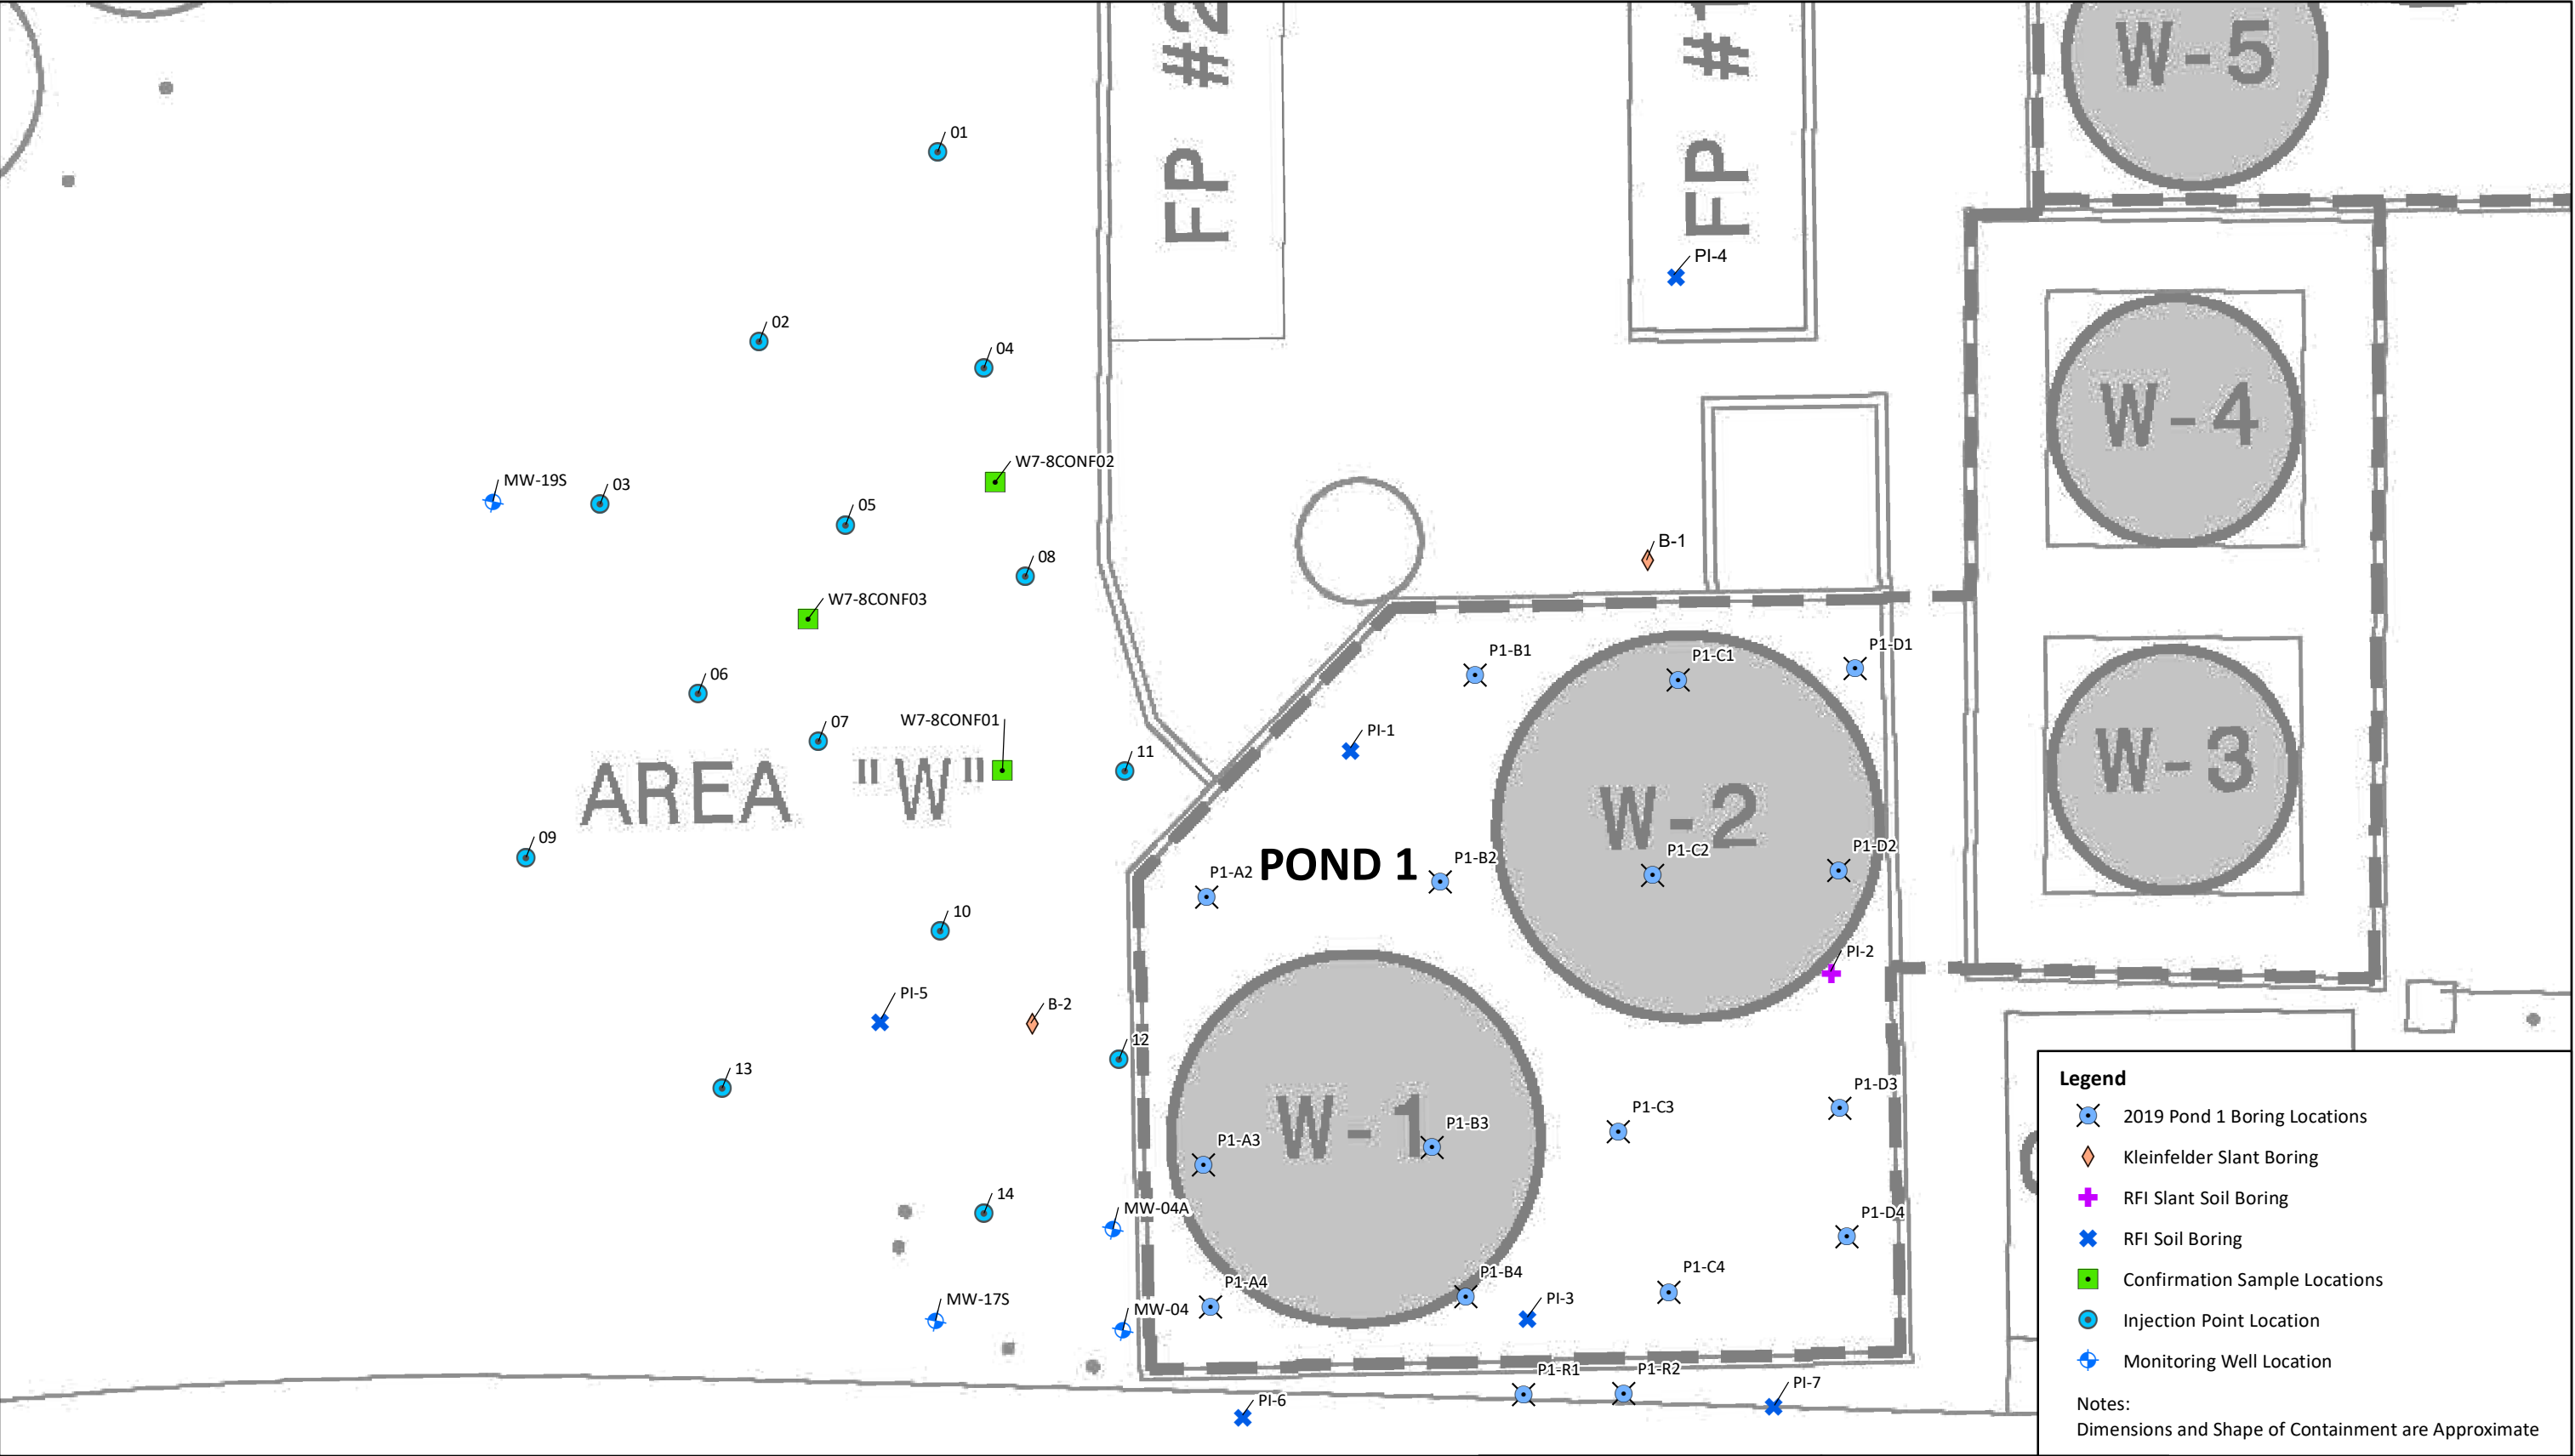 FP #2
FP #1
W-5
01
PI-4
02
04
W-4
W7-8CONF02
MW-19S
03
05
B-1
08
W7-8CONF03
P1-B1
P1-C1
P1-D1
06
W7-8CONF01
07
PI-1
11
AREA "W"
W-2
W-3
09
POND 1
P1-A2
P1-B2
P1-C2
P1-D2
10
PI-2
PI-5
B-2
12
13
P1-D3
P1-C3
W-1
P1-B3
P1-A3
14
MW-04A
P1-D4
P1-A4
P1-B4
P1-C4
MW-17S
MW-04
PI-3
P1-R1
P1-R2
PI-7
PI-6
Legend
2019 Pond 1 Boring Locations
Kleinfelder Slant Boring
RFI Slant Soil Boring
RFI Soil Boring
Confirmation Sample Locations
Injection Point Location
Monitoring Well Location
Notes:
Dimensions and Shape of Containment are Approximate